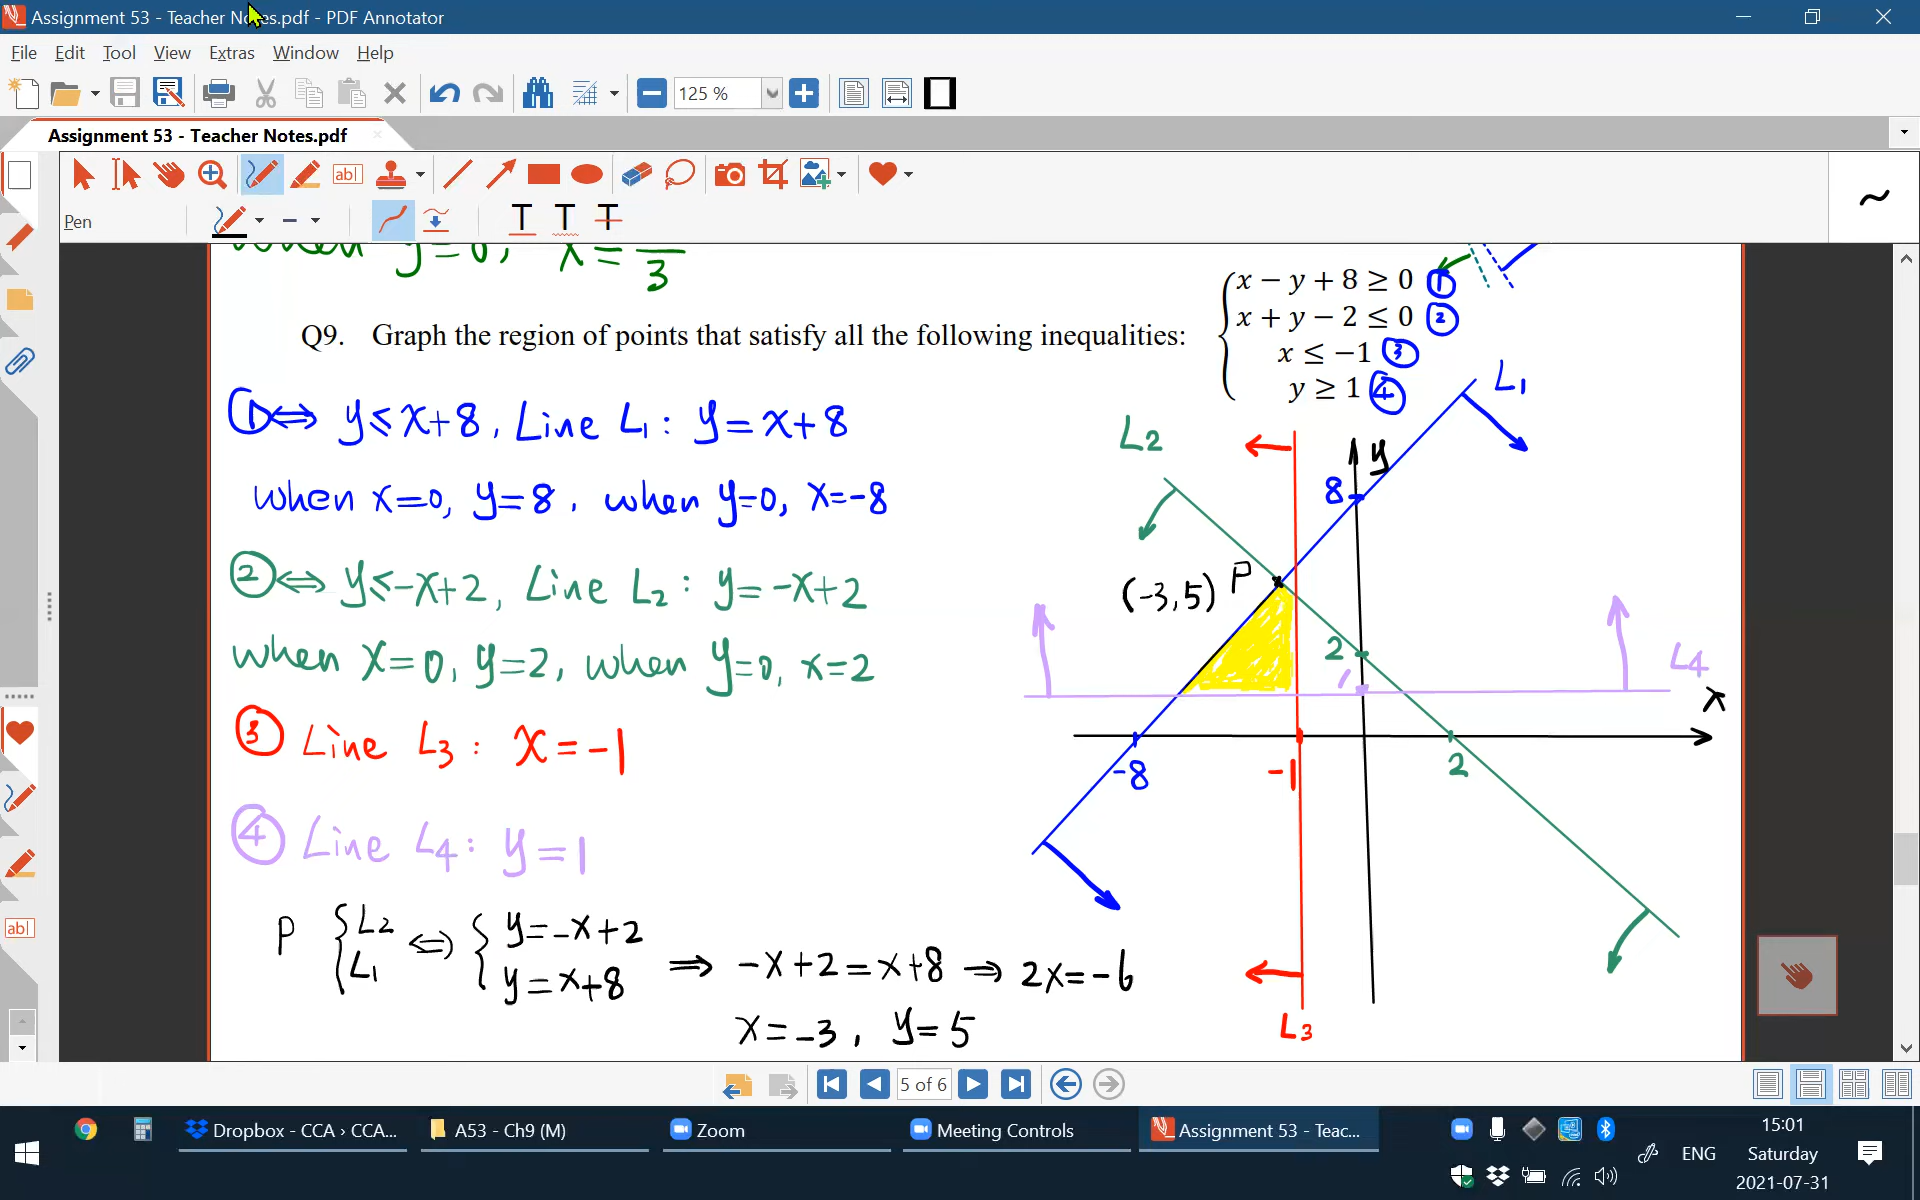 Assignment 53 - Teacher Notes.pdf - PDF Annotator
File Edit Tool View Extras Window Help
125 %
Assignment 53 - Teacher Notes.pdf
Pen
when y=0, x=
3
Q9. Graph the region of points that satisfy all the following inequalities:
x − y + 8 ≥ 0 ①
x + y − 2 ≤ 0 ②
x ≤ −1 ③
y ≥ 1 ④
① ⇔ y ≤ x+8, Line L₁ : y = x+8
when x=0, y=8, when y=0, x=-8
② ⇔ y ≤ -x+2, Line L₂ : y = -x+2
when x=0, y=2, when y=0, x=2
③ Line L₃ : x = -1
④ Line L₄ : y = 1
P { L₂ L₁ ⇔ { y=-x+2 y=x+8 ⇒ -x+2=x+8 ⇒ 2x=-6
x=-3, y=5
L₁
L₂
y
8
(-3,5) P
2
1
L₄
x
-8
-1
2
L₃
5 of 6
Dropbox - CCA › CCA...
A53 - Ch9 (M)
Zoom
Meeting Controls
Assignment 53 - Teac...
ENG
15:01
Saturday
2021-07-31